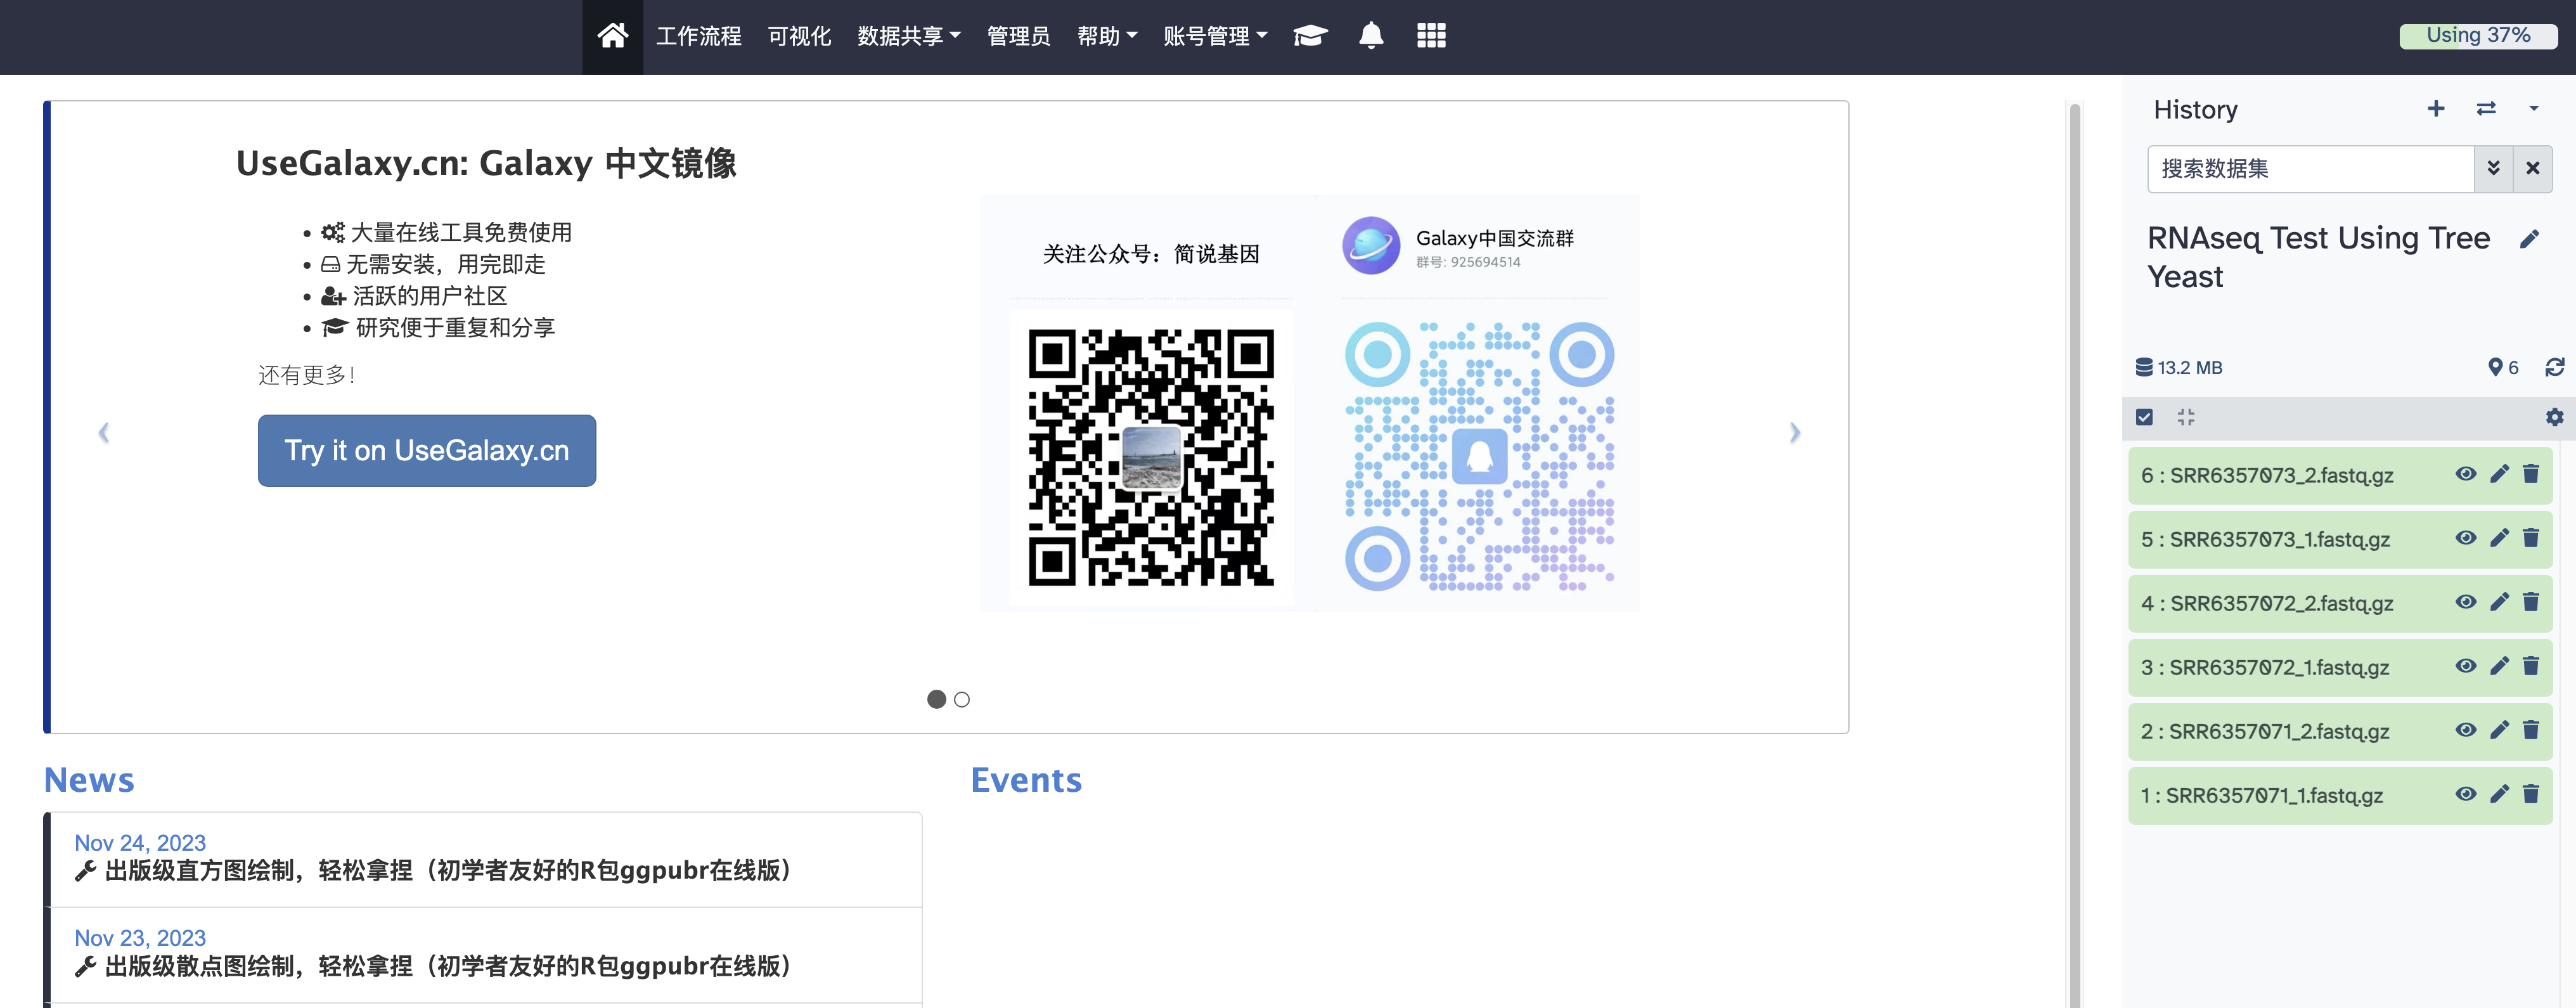 工作流程 可视化 数据共享 管理员 帮助 账号管理 Using 37%
UseGalaxy.cn: Galaxy 中文镜像
大量在线工具免费使用
无需安装，用完即走
活跃的用户社区
研究便于重复和分享
还有更多！
Try it on UseGalaxy.cn
关注公众号：简说基因
Galaxy中国交流群
群号: 925694514
News
Nov 24, 2023
出版级直方图绘制，轻松拿捏（初学者友好的R包ggpubr在线版）
Nov 23, 2023
出版级散点图绘制，轻松拿捏（初学者友好的R包ggpubr在线版）
Events
History
搜索数据集
RNAseq Test Using Tree
Yeast
13.2 MB 6
6 : SRR6357073_2.fastq.gz
5 : SRR6357073_1.fastq.gz
4 : SRR6357072_2.fastq.gz
3 : SRR6357072_1.fastq.gz
2 : SRR6357071_2.fastq.gz
1 : SRR6357071_1.fastq.gz